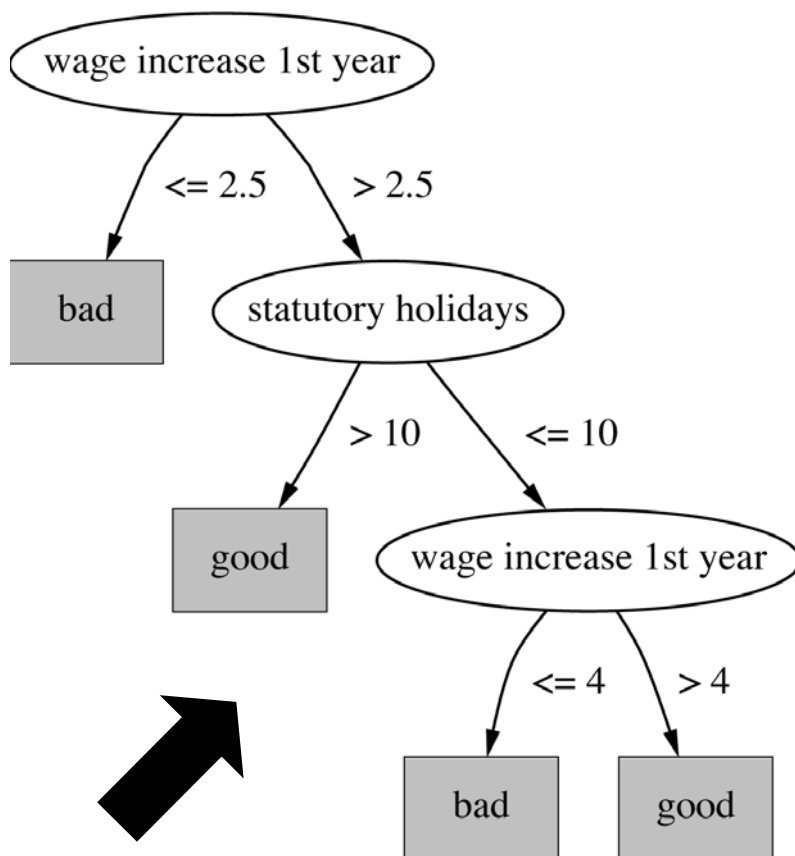 wage increase 1st year
<= 2.5
> 2.5
bad
statutory holidays
> 10
<= 10
good
wage increase 1st year
<= 4
> 4
bad
good